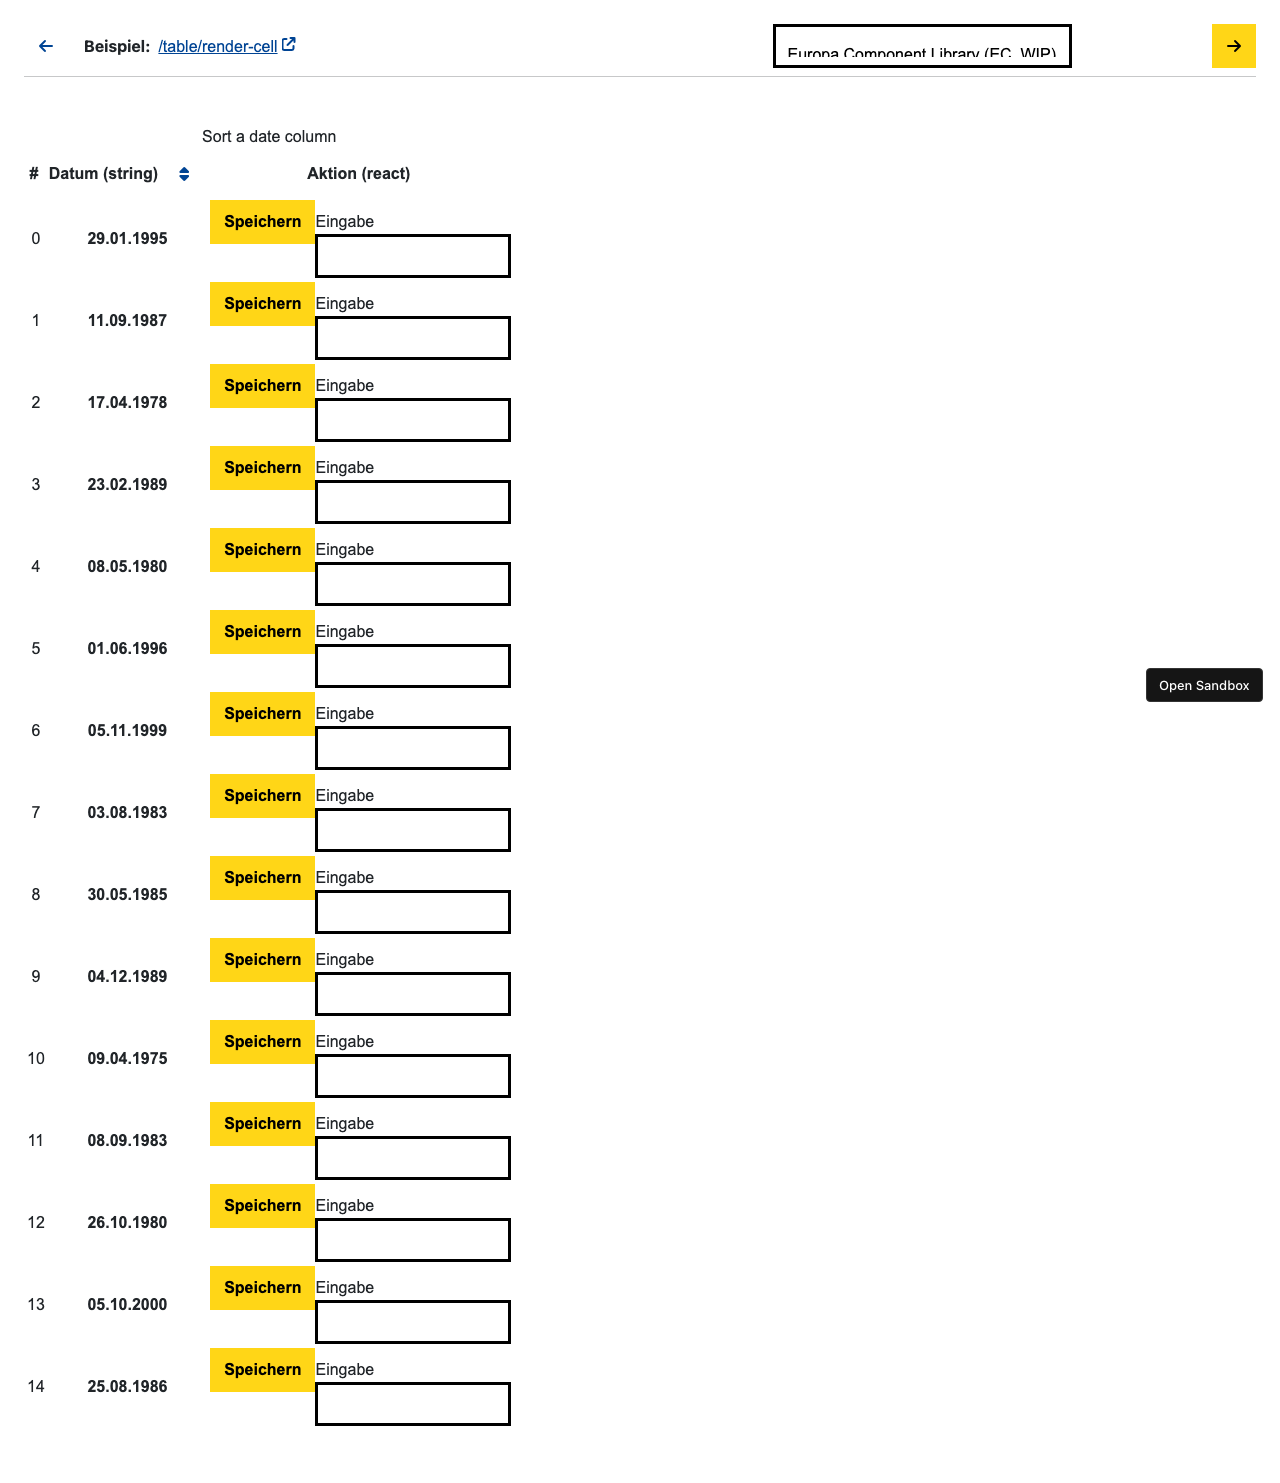 Beispiel: /table/render-cell
Europa Component Library (EC, WIP)
Sort a date column
# Datum (string) Aktion (react)
0 29.01.1995 Speichern Eingabe
1 11.09.1987 Speichern Eingabe
2 17.04.1978 Speichern Eingabe
3 23.02.1989 Speichern Eingabe
4 08.05.1980 Speichern Eingabe
5 01.06.1996 Speichern Eingabe
Open Sandbox
6 05.11.1999 Speichern Eingabe
7 03.08.1983 Speichern Eingabe
8 30.05.1985 Speichern Eingabe
9 04.12.1989 Speichern Eingabe
10 09.04.1975 Speichern Eingabe
11 08.09.1983 Speichern Eingabe
12 26.10.1980 Speichern Eingabe
13 05.10.2000 Speichern Eingabe
14 25.08.1986 Speichern Eingabe